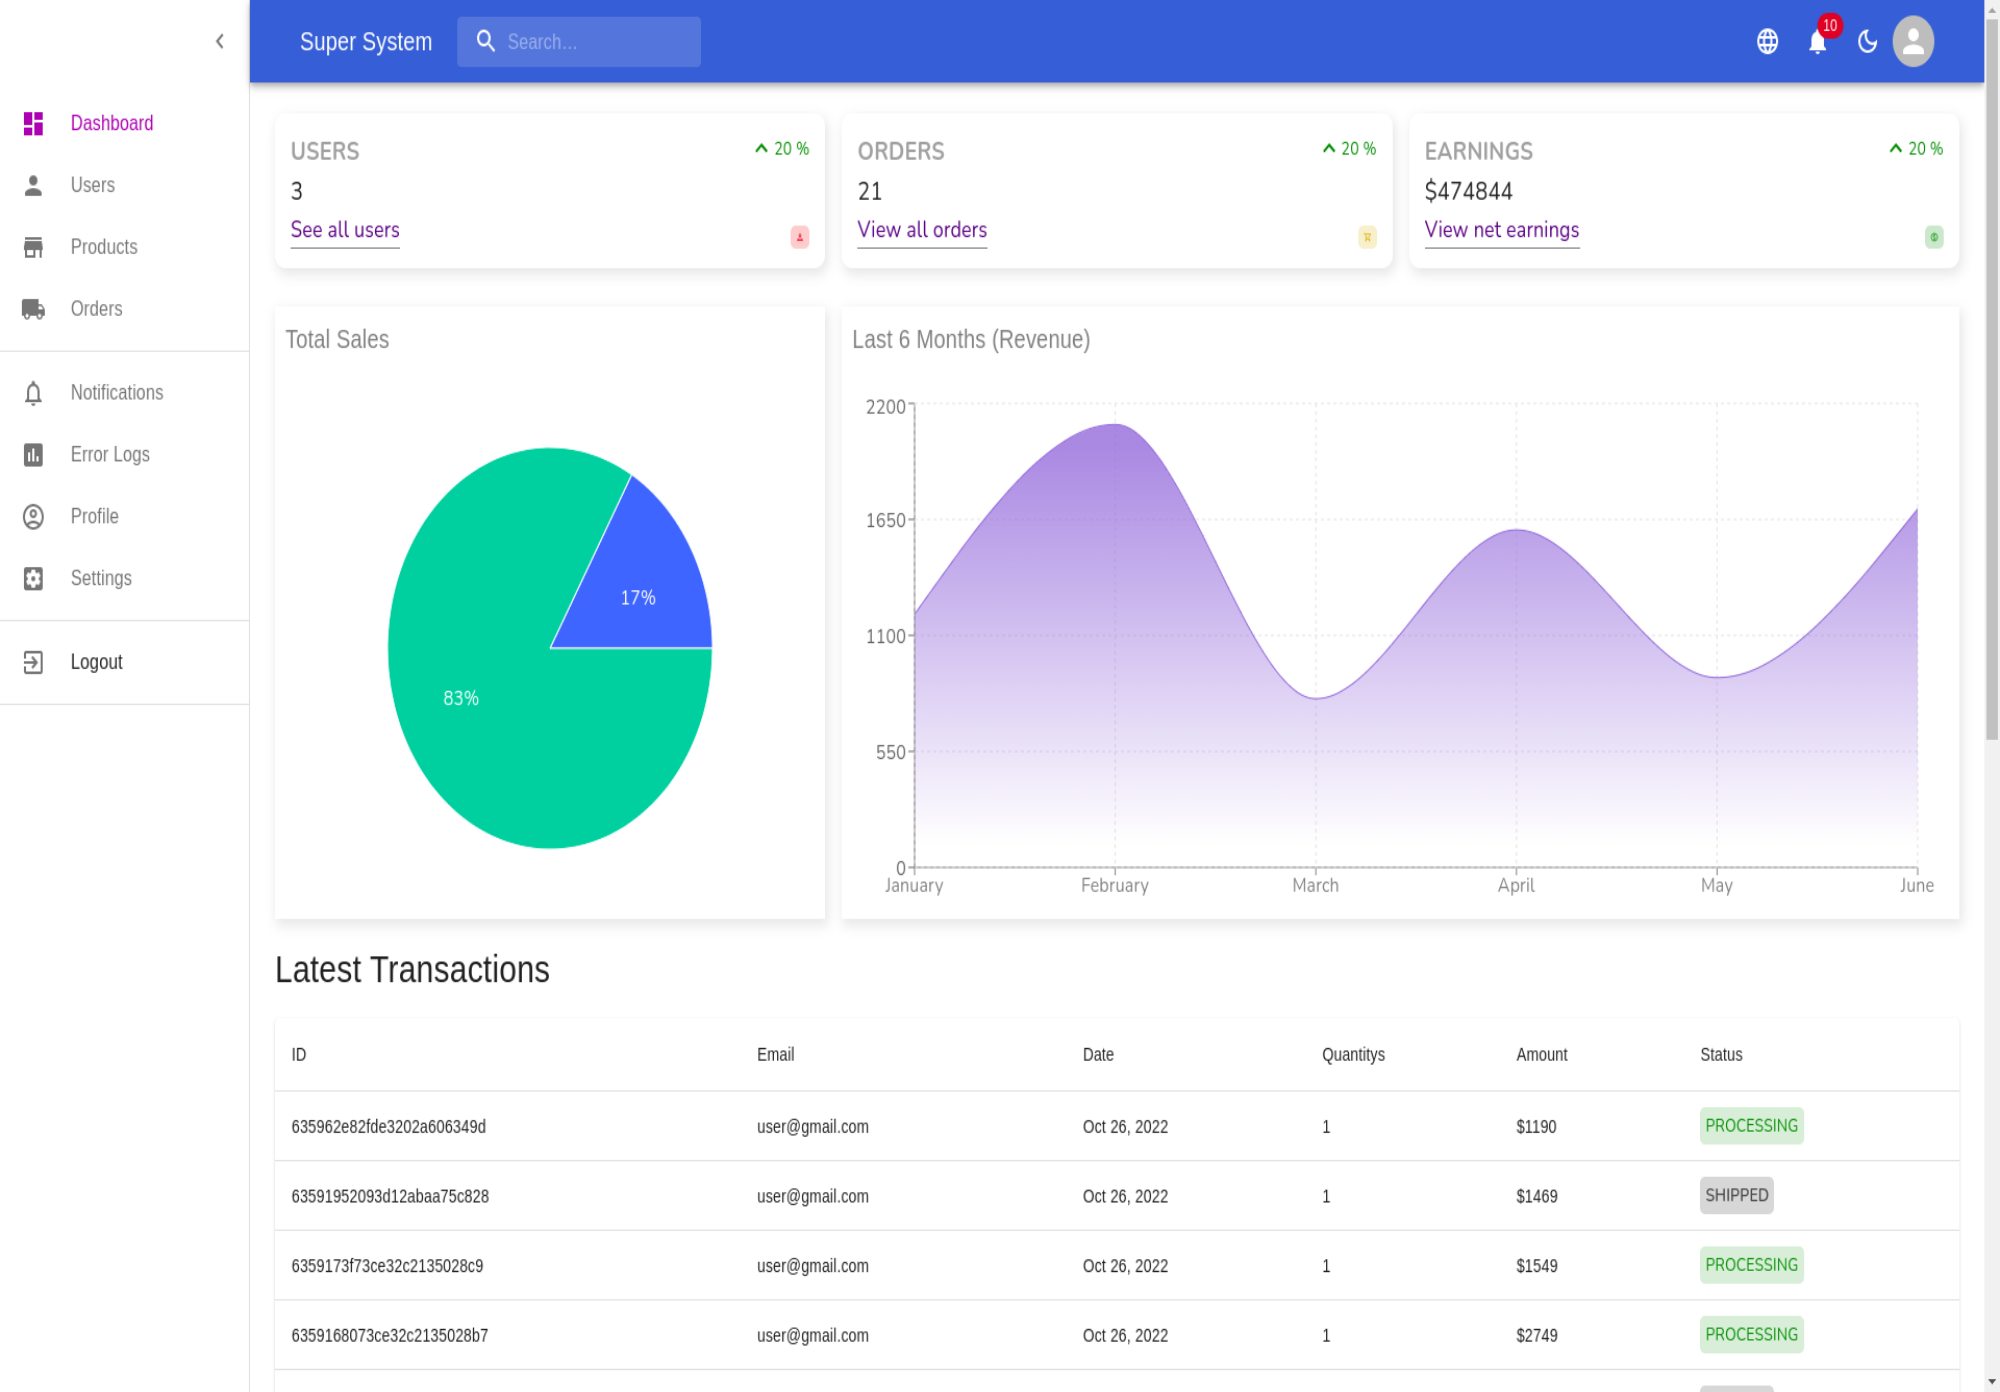 Super System
Search...
10
Dashboard
Users
Products
Orders
Notifications
Error Logs
Profile
Settings
Logout
USERS
20 %
3
See all users
ORDERS
20 %
21
View all orders
EARNINGS
20 %
$474844
View net earnings
Total Sales
17%
83%
Last 6 Months (Revenue)
2200
1650
1100
550
0
January February March April May June
Latest Transactions
ID Email Date Quantitys Amount Status
635962e82fde3202a606349d user@gmail.com Oct 26, 2022 1 $1190 PROCESSING
63591952093d12abaa75c828 user@gmail.com Oct 26, 2022 1 $1469 SHIPPED
6359173f73ce32c2135028c9 user@gmail.com Oct 26, 2022 1 $1549 PROCESSING
6359168073ce32c2135028b7 user@gmail.com Oct 26, 2022 1 $2749 PROCESSING